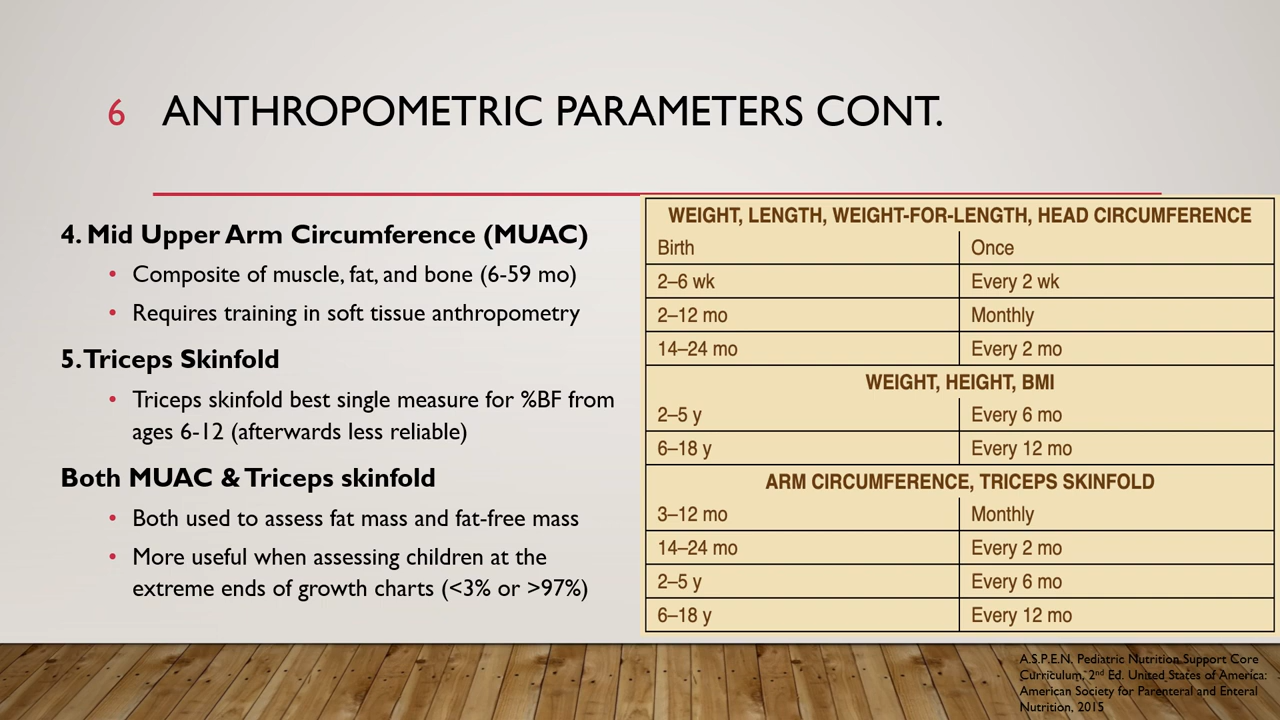 6 ANTHROPOMETRIC PARAMETERS CONT.
4. Mid Upper Arm Circumference (MUAC)
• Composite of muscle, fat, and bone (6-59 mo)
• Requires training in soft tissue anthropometry
5. Triceps Skinfold
• Triceps skinfold best single measure for %BF from
ages 6-12 (afterwards less reliable)
Both MUAC & Triceps skinfold
• Both used to assess fat mass and fat-free mass
• More useful when assessing children at the
extreme ends of growth charts (<3% or >97%)
WEIGHT, LENGTH, WEIGHT-FOR-LENGTH, HEAD CIRCUMFERENCE
Birth Once
2–6 wk Every 2 wk
2–12 mo Monthly
14–24 mo Every 2 mo
WEIGHT, HEIGHT, BMI
2–5 y Every 6 mo
6–18 y Every 12 mo
ARM CIRCUMFERENCE, TRICEPS SKINFOLD
3–12 mo Monthly
14–24 mo Every 2 mo
2–5 y Every 6 mo
6–18 y Every 12 mo
A.S.P.E.N. Pediatric Nutrition Support Core
Curriculum, 2nd Ed. United States of America:
American Society for Parenteral and Enteral
Nutrition, 2015